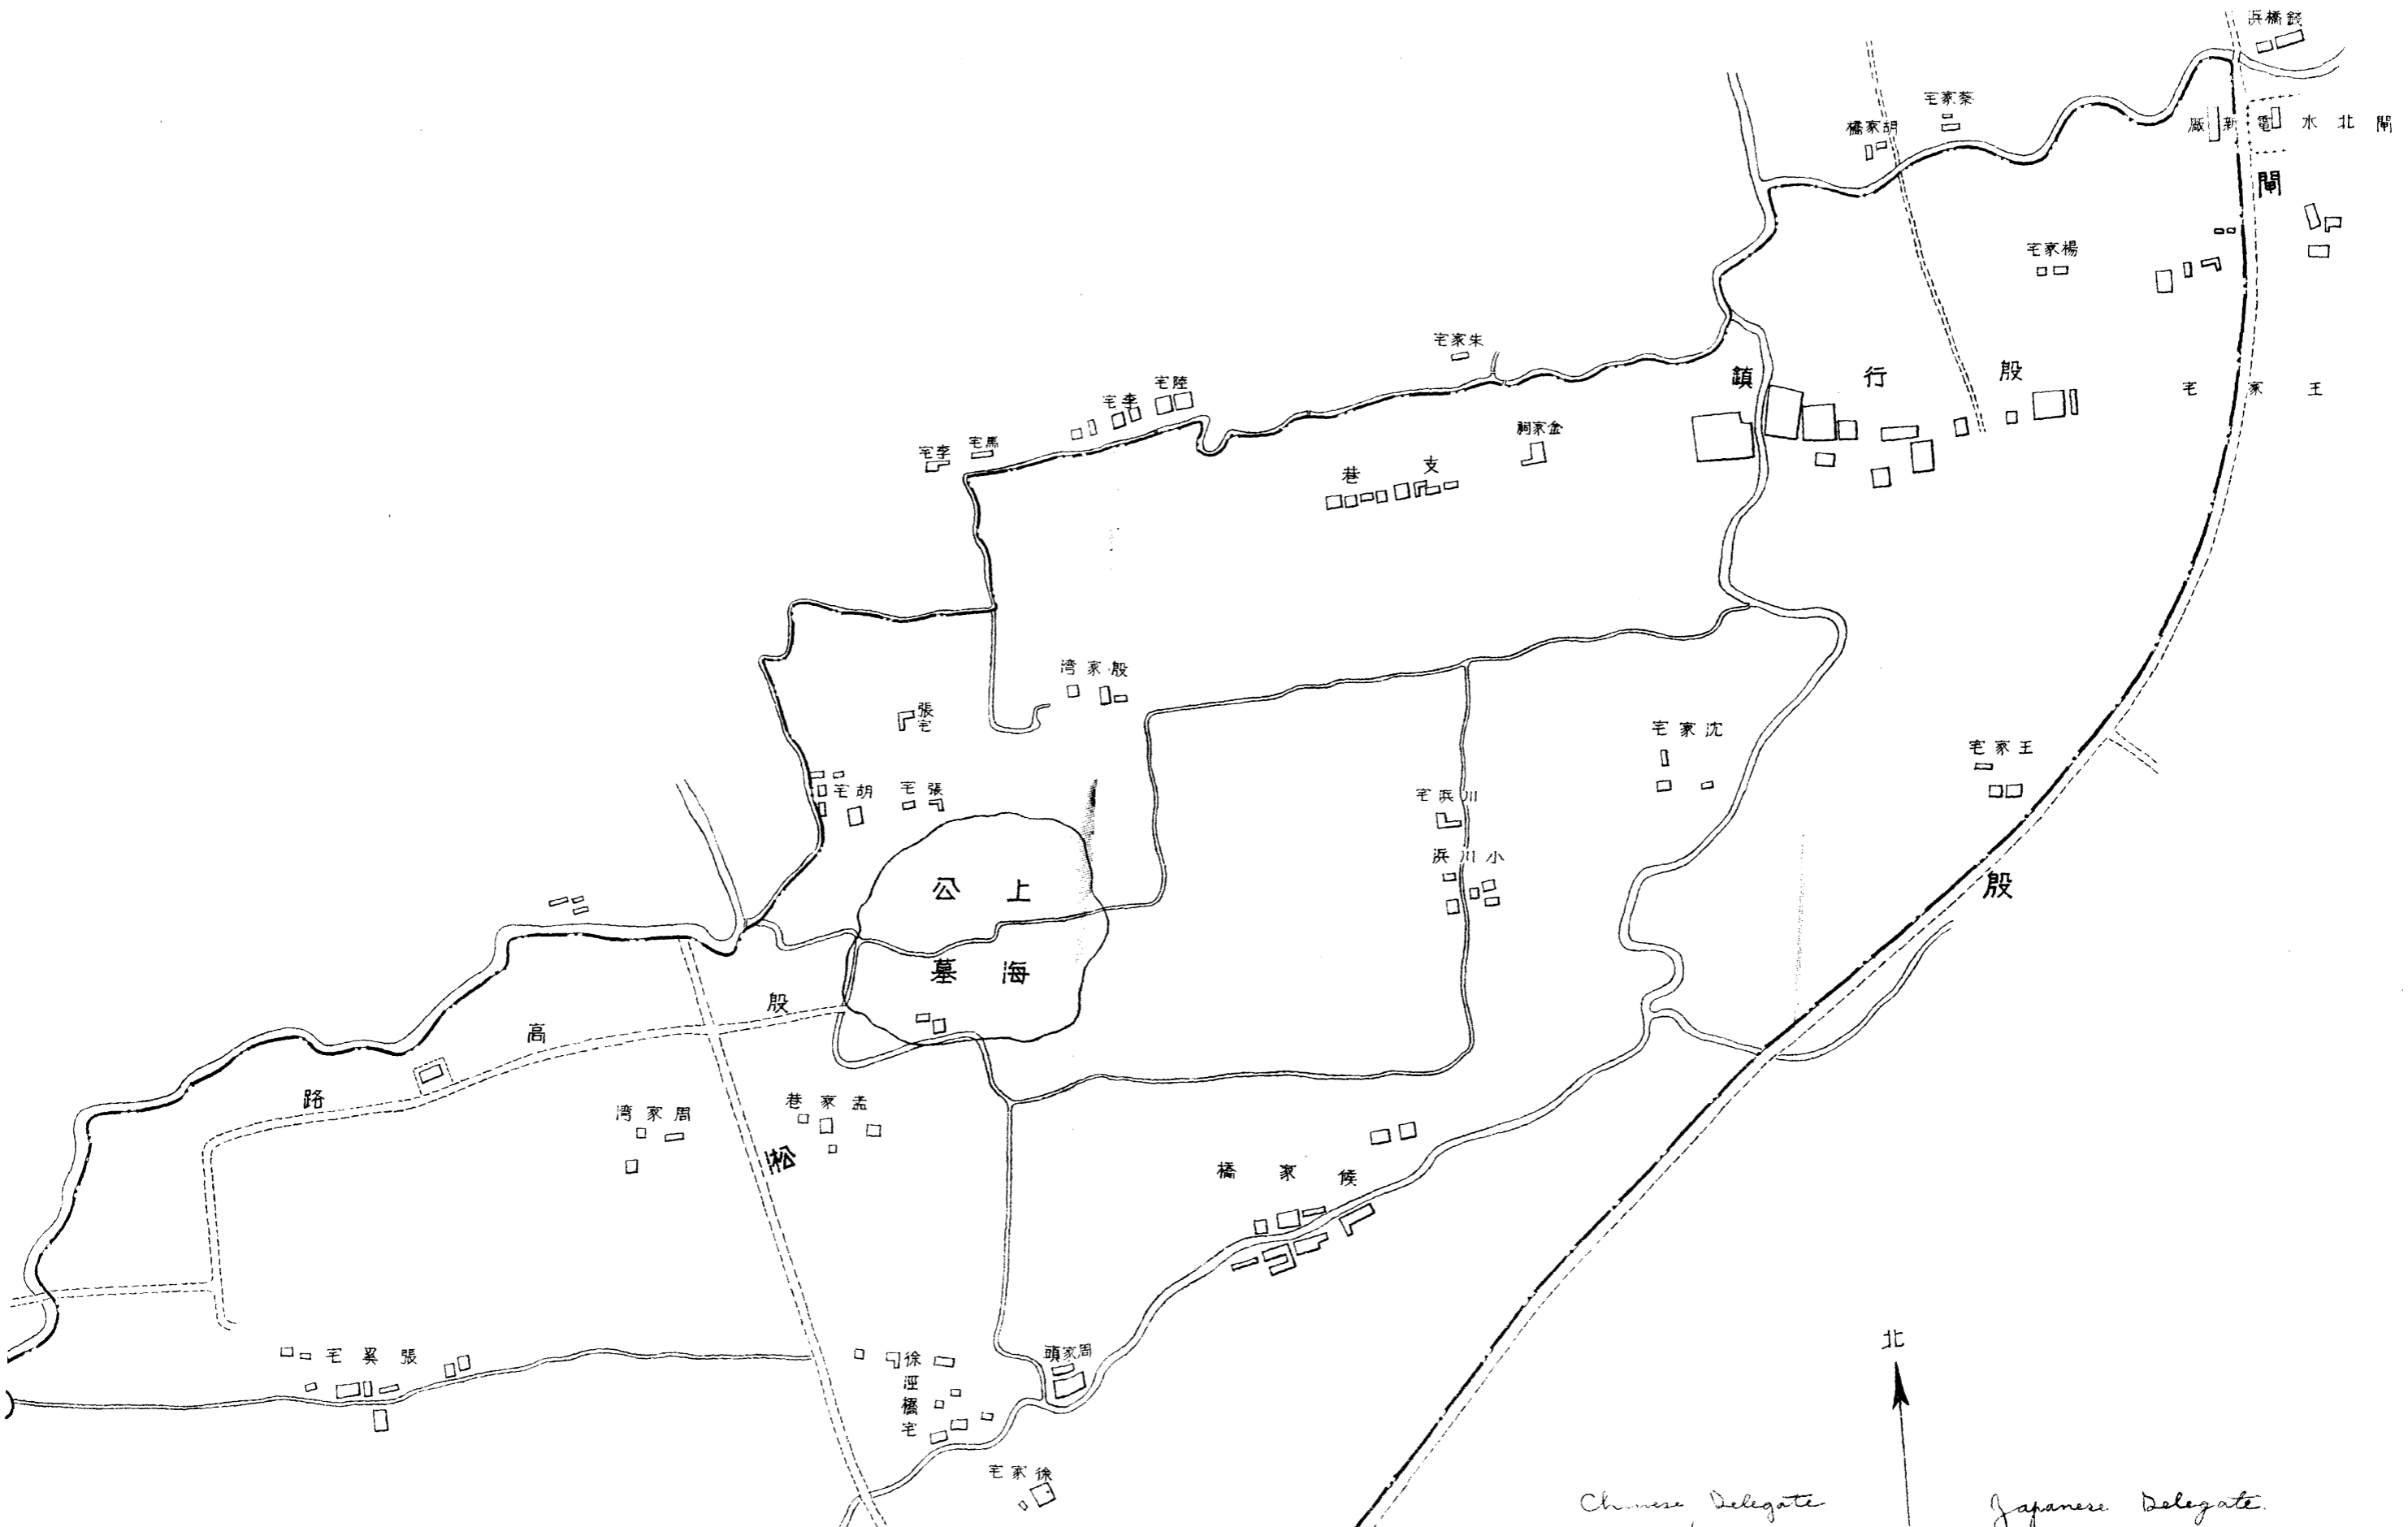 錢橋浜
閘北水電新廠
蔡家宅
胡家橋
閘
楊家宅
殷行鎮
王家宅
朱家宅
陸宅
李宅
馬宅
李宅
金家祠
支巷
殷家湾
張宅
沈家宅
王家宅
張宅
胡宅
川浜宅
小川浜
殷
上海公墓
殷高路
孟家巷
周家湾
淞
候家橋
張奚宅
徐涇橋宅
周家頭
徐家宅
北
Chinese Delegate
Japanese Delegate.